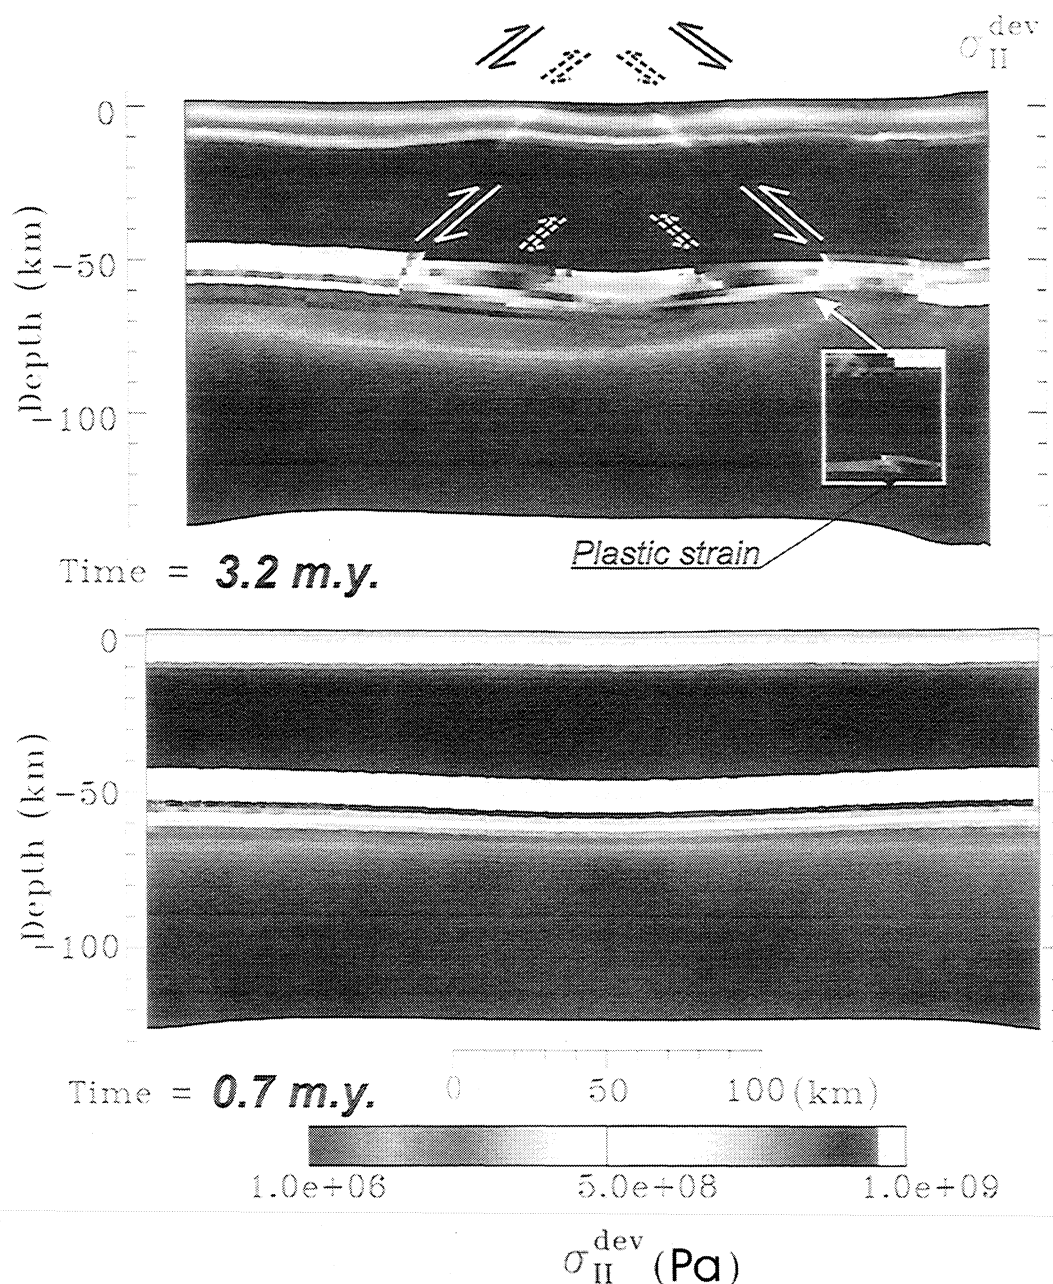 σ_II^dev
0
−50
−100
Depth (km)
Plastic strain
Time = 3.2 m.y.
0
−50
−100
Depth (km)
Time = 0.7 m.y.
0 50 100 (km)
1.0e+06 5.0e+08 1.0e+09
σ_II^dev (Pa)